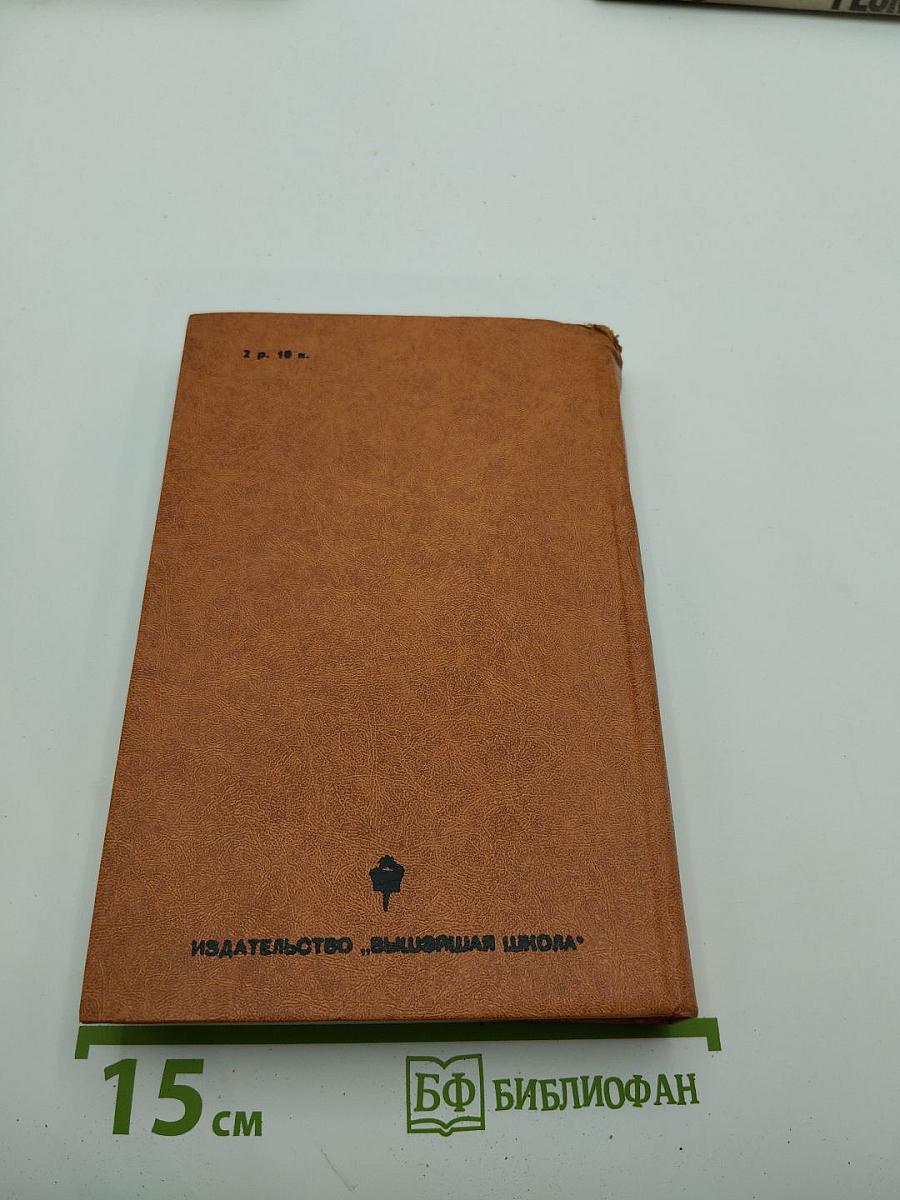 2 р. 10 к.
ИЗДАТЕЛЬСТВО „ВЫШЭЙШАЯ ШКОЛА"
15 см
БФ БИБЛИОФАН